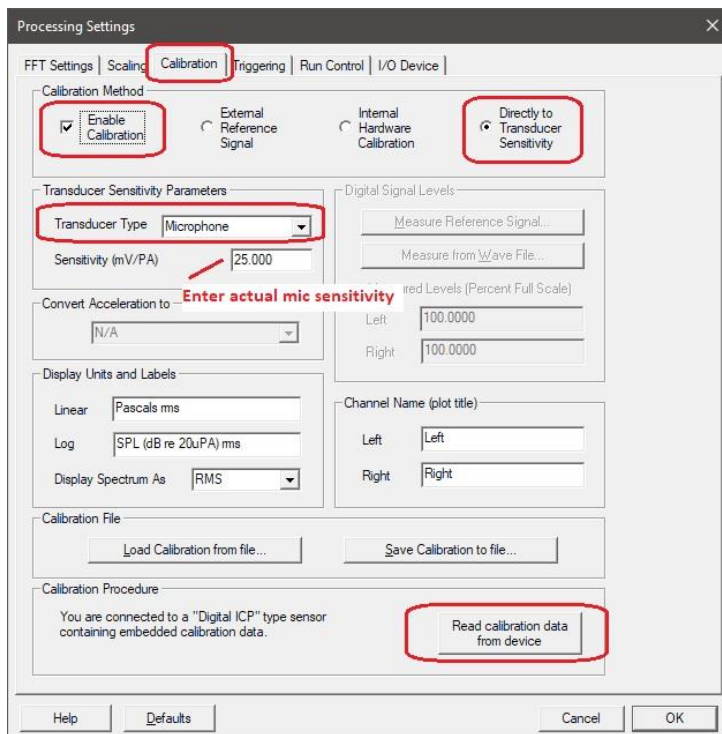 Processing Settings
FFT Settings | Scaling | Calibration | Triggering | Run Control | I/O Device
Calibration Method
Enable
Calibration
External
Reference
Signal
Internal
Hardware
Calibration
Directly to
Transducer
Sensitivity
Transducer Sensitivity Parameters
Transducer Type Microphone
Sensitivity (mV/PA) 25.000
Enter actual mic sensitivity
Convert Acceleration to
N/A
Digital Signal Levels
Measure Reference Signal...
Measure from Wave File...
Levels (Percent Full Scale)
Left 100.0000
Right 100.0000
Display Units and Labels
Linear Pascals rms
Log SPL (dB re 20uPA) rms
Display Spectrum As RMS
Channel Name (plot title)
Left Left
Right Right
Calibration File
Load Calibration from file...
Save Calibration to file...
Calibration Procedure
You are connected to a "Digital ICP" type sensor
containing embedded calibration data.
Read calibration data
from device
Help Defaults Cancel OK